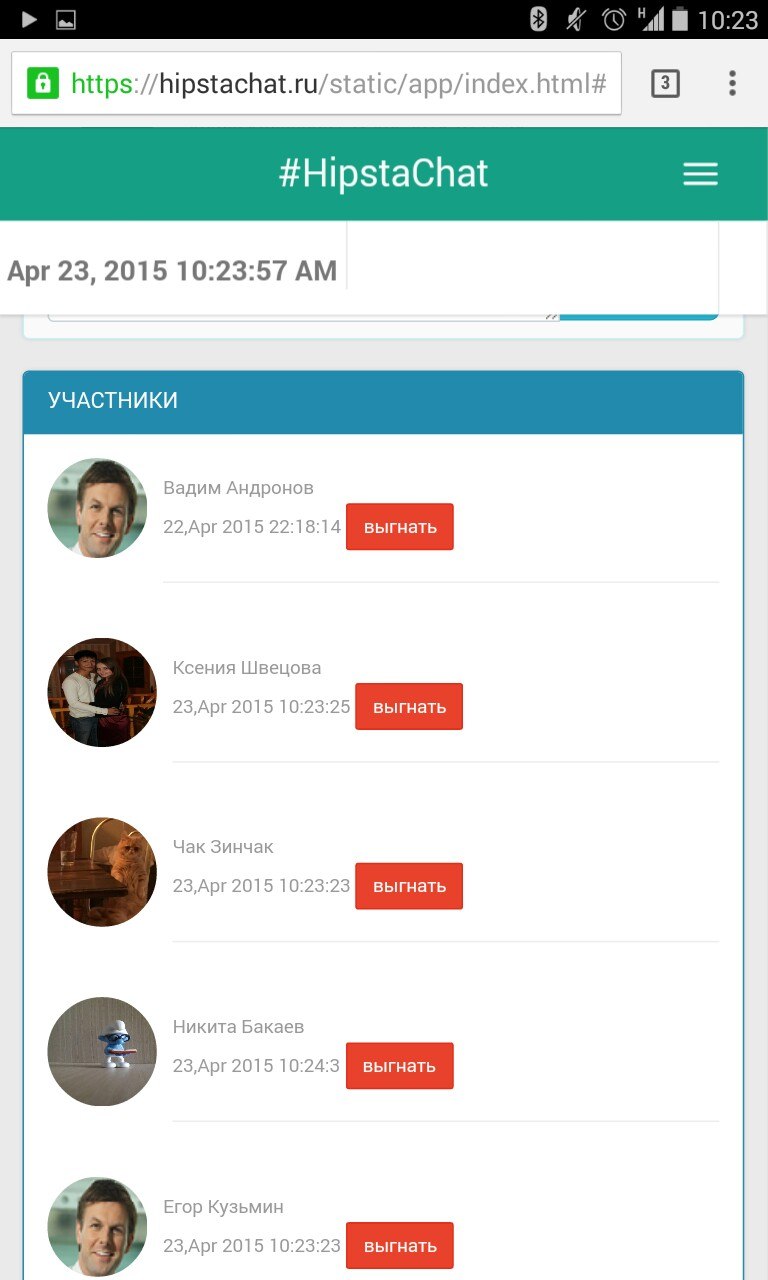 10:23
https://hipstachat.ru/static/app/index.html#
3
#HipstaChat
Apr 23, 2015 10:23:57 AM
УЧАСТНИКИ
Вадим Андронов
22,Apr 2015 22:18:14 выгнать
Ксения Швецова
23,Apr 2015 10:23:25 выгнать
Чак Зинчак
23,Apr 2015 10:23:23 выгнать
Никита Бакаев
23,Apr 2015 10:24:3 выгнать
Егор Кузьмин
23,Apr 2015 10:23:23 выгнать